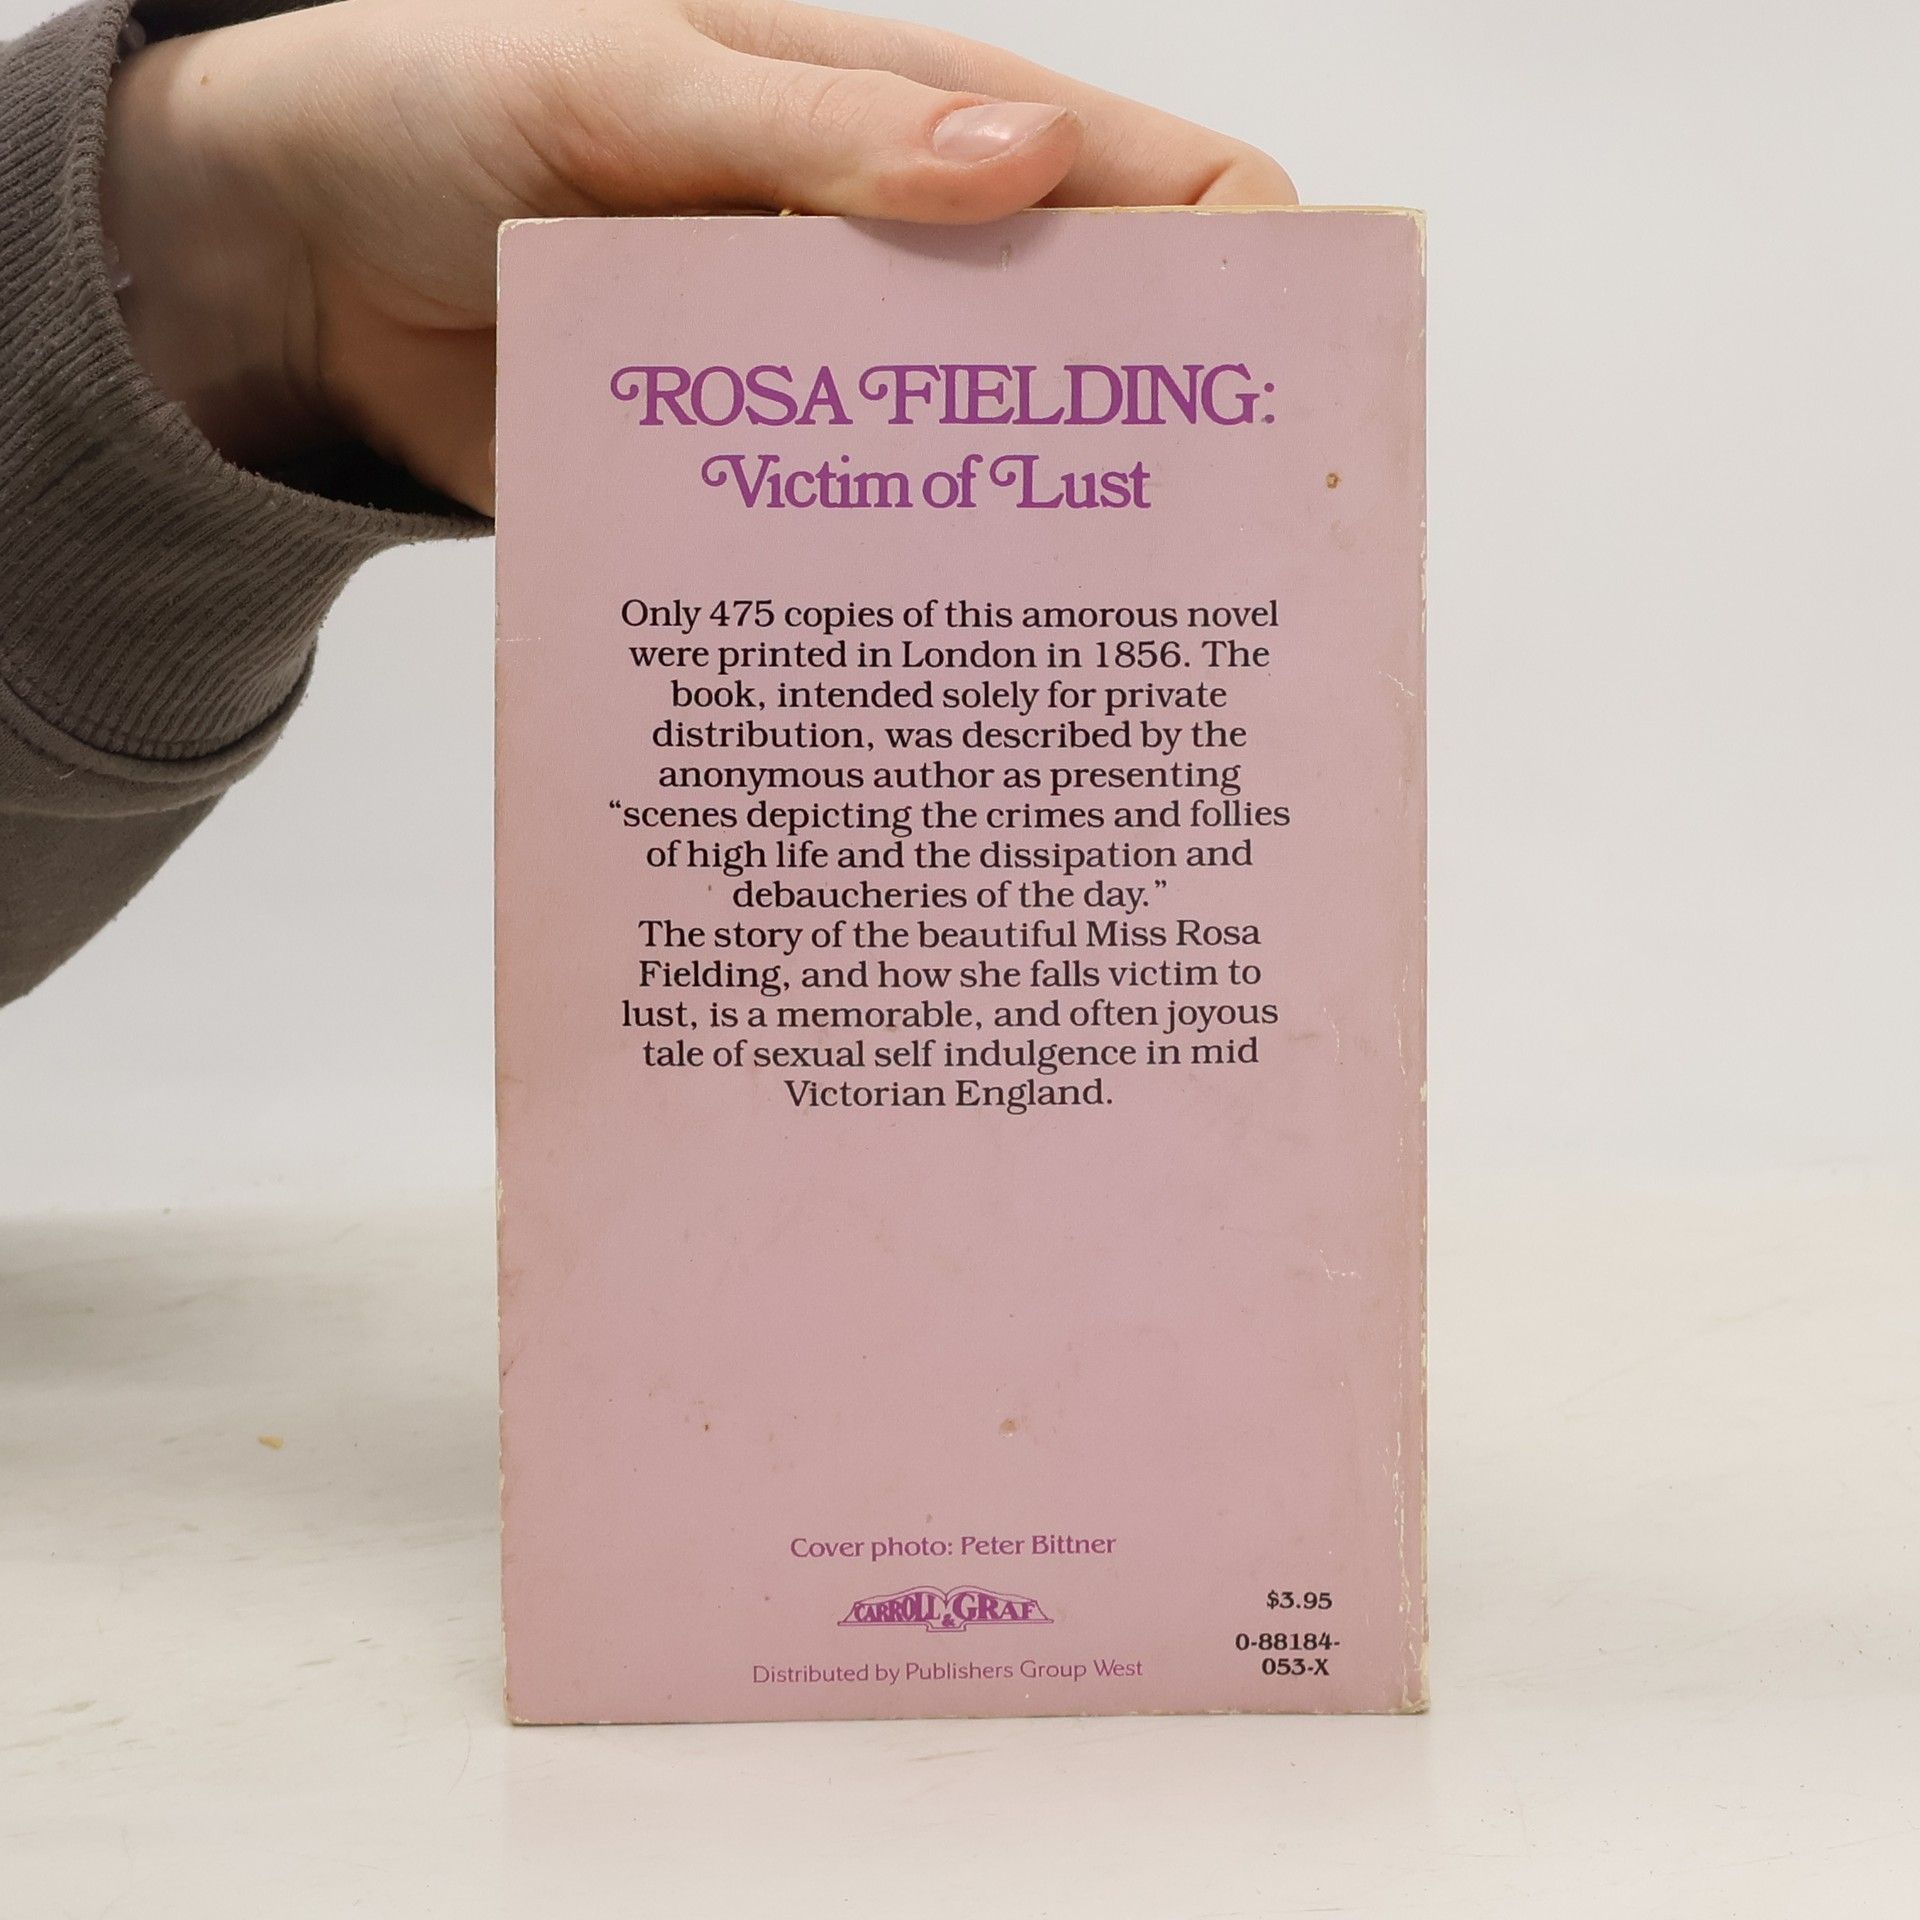 ROSA FIELDING:
Victim of Lust
Only 475 copies of this amorous novel
were printed in London in 1856. The
book, intended solely for private
distribution, was described by the
anonymous author as presenting
“scenes depicting the crimes and follies
of high life and the dissipation and
debaucheries of the day.”
The story of the beautiful Miss Rosa
Fielding, and how she falls victim to
lust, is a memorable, and often joyous
tale of sexual self indulgence in mid
Victorian England.
Cover photo: Peter Bittner
CARROLL & GRAF
Distributed by Publishers Group West
$3.95
0-88184-
053-X